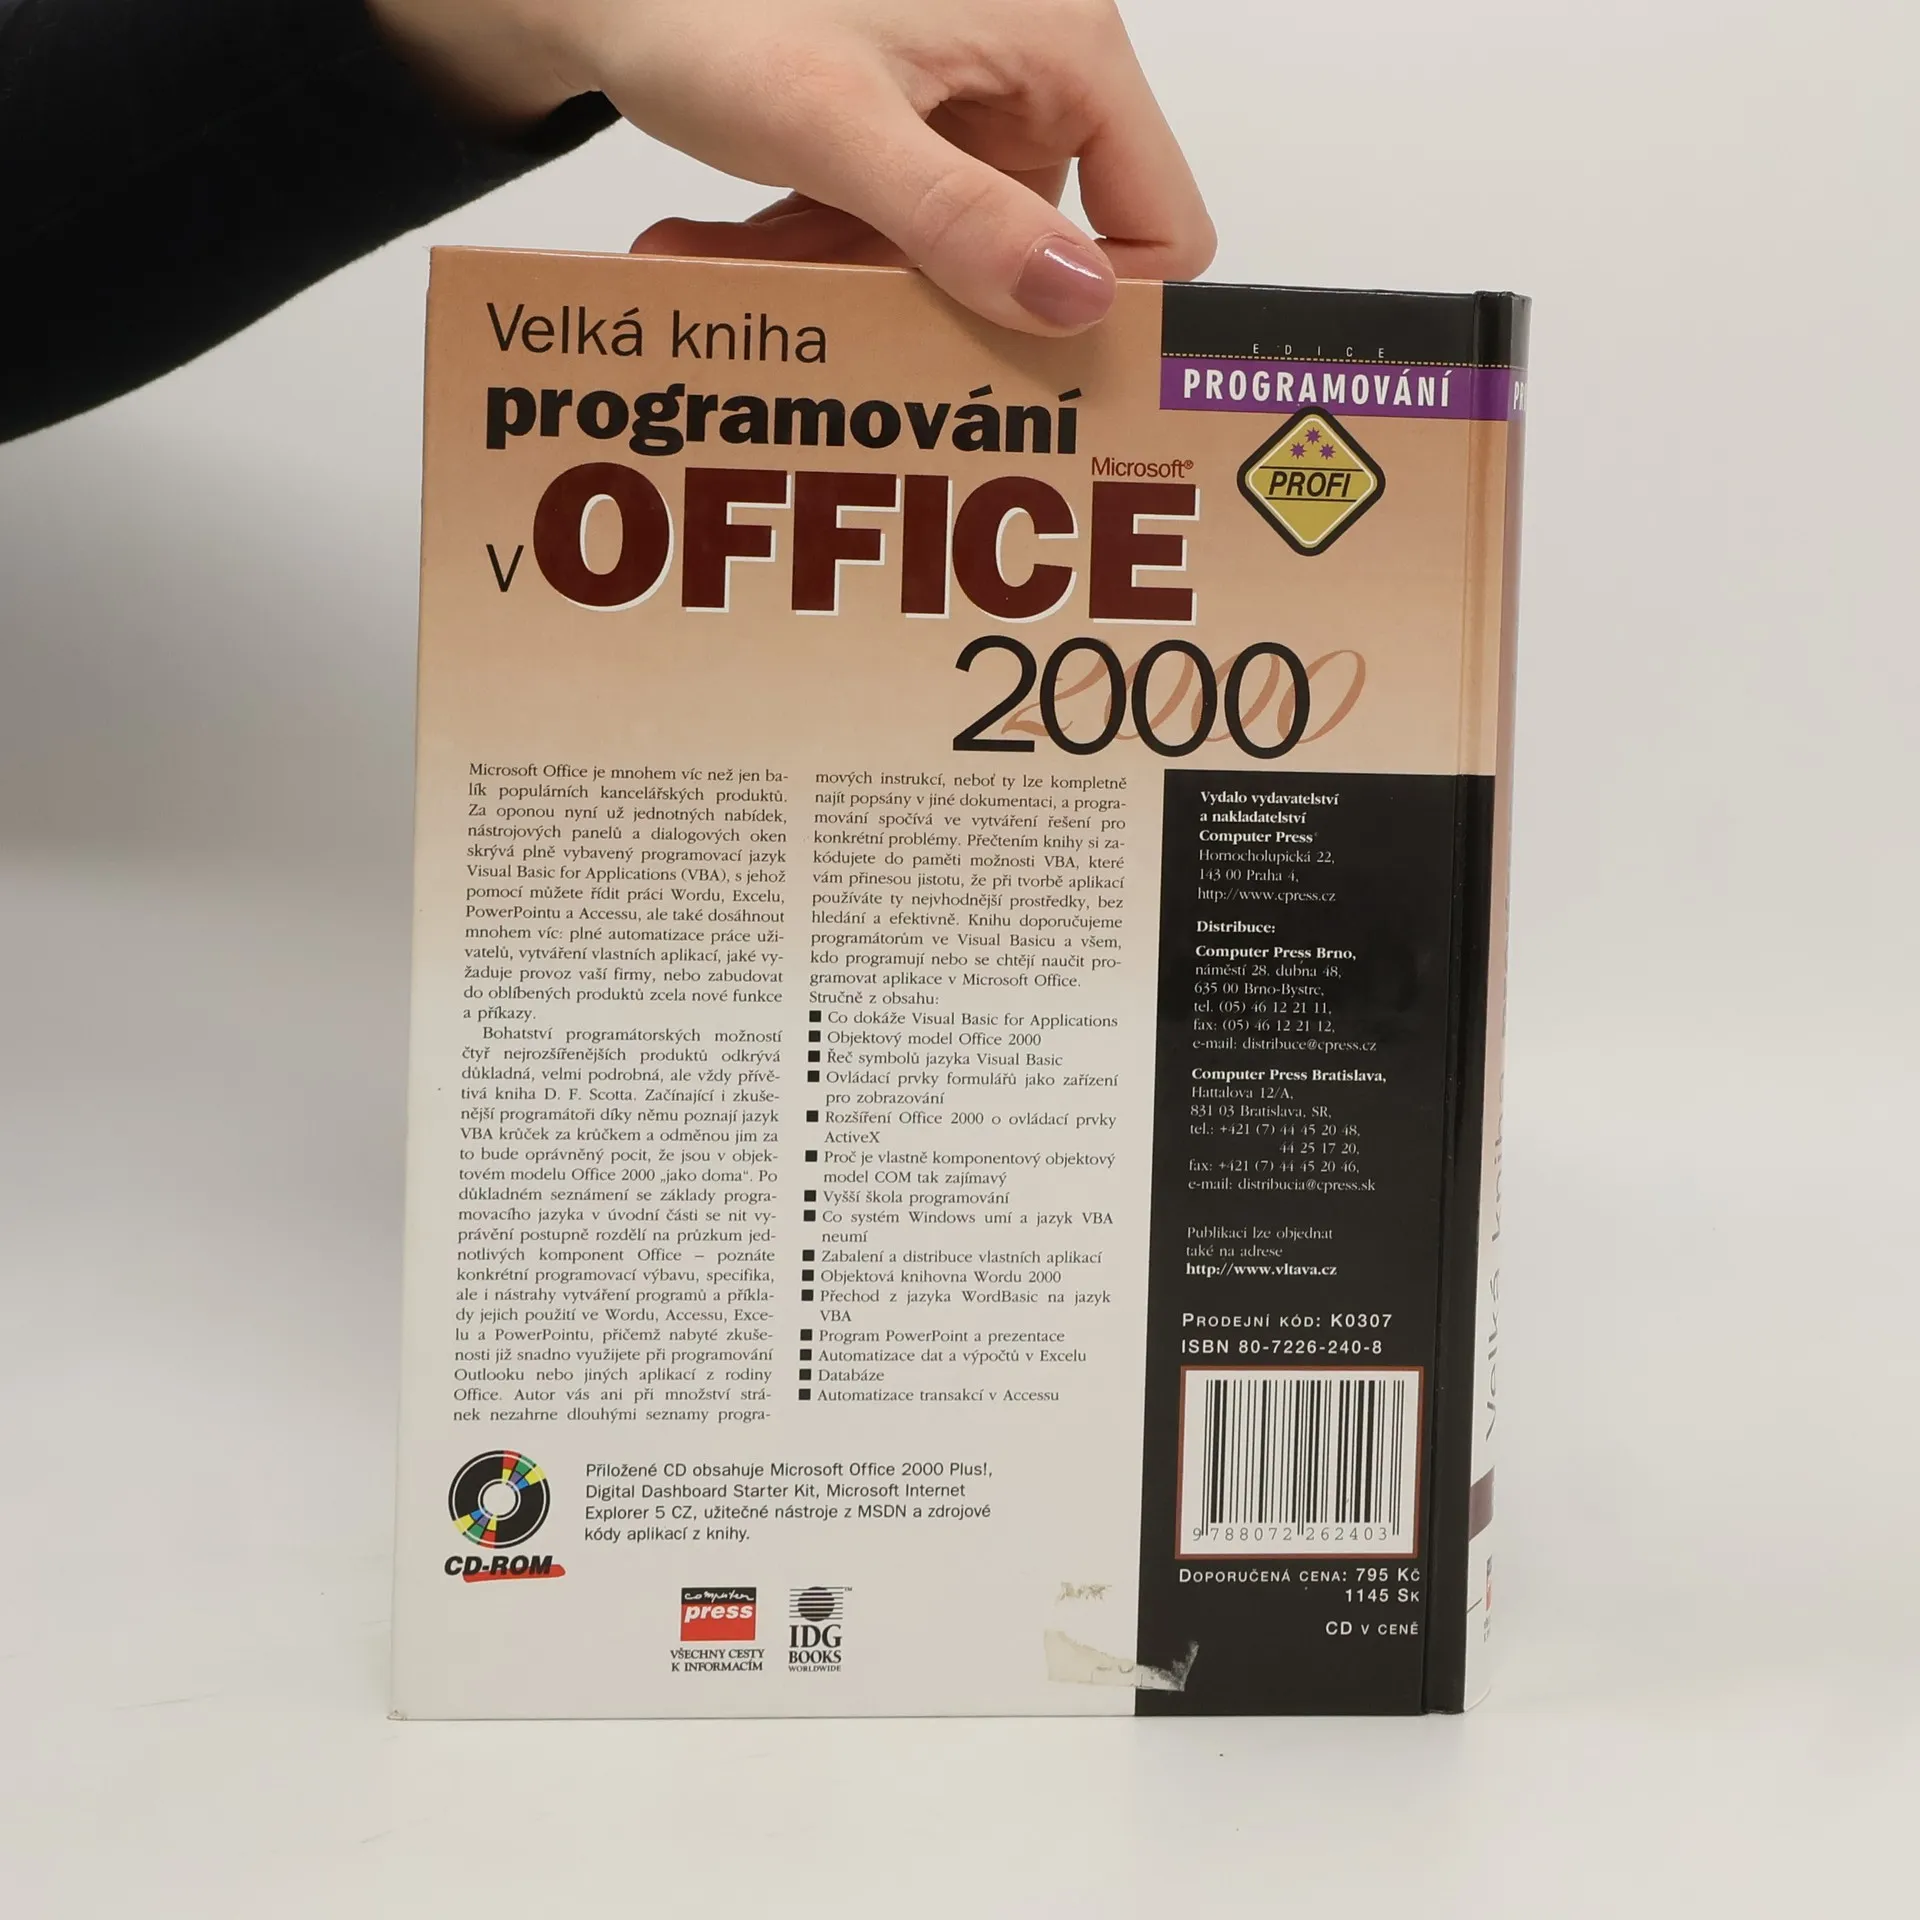 Velká kniha
programování
Microsoft®
v OFFICE
2000
EDICE
PROGRAMOVÁNÍ
PROFI
Microsoft Office je mnohem víc než jen ba-
lík populárních kancelářských produktů.
Za oponou nyní už jednotných nabídek,
nástrojových panelů a dialogových oken
skrývá plně vybavený programovací jazyk
Visual Basic for Applications (VBA), s jehož
pomocí můžete řídit práci Wordu, Excelu,
PowerPointu a Accessu, ale také dosáhnout
mnohem víc: plné automatizace práce uži-
vatelů, vytváření vlastních aplikací, jaké vy-
žaduje provoz vaší firmy, nebo zabudovat
do oblíbených produktů zcela nové funkce
a příkazy.
Bohatství programátorských možností
čtyř nejrozšířenějších produktů odkrývá
důkladná, velmi podrobná, ale vždy přívě-
tivá kniha D. F. Scotta. Začínající i zkuše-
nější programátoři díky němu poznají jazyk
VBA krůček za krůčkem a odměnou jim za
to bude oprávněný pocit, že jsou v objek-
tovém modelu Office 2000 „jako doma“. Po
důkladném seznámení se základy progra-
movacího jazyka v úvodní části se nit vy-
právění postupně rozdělí na průzkum jed-
notlivých komponent Office – poznáte
konkrétní programovací výbavu, specifika,
ale i nástrahy vytváření programů a příkla-
dy jejich použití ve Wordu, Accessu, Exce-
lu a PowerPointu, přičemž nabyté zkuše-
nosti již snadno využijete při programování
Outlooku nebo jiných aplikací z rodiny
Office. Autor vás ani při množství strá-
nek nezahrne dlouhými seznamy progra-
mových instrukcí, neboť ty lze kompletně
najít popsány v jiné dokumentaci, a progra-
mování spočívá ve vytváření řešení pro
konkrétní problémy. Přečtením knihy si za-
kódujete do paměti možnosti VBA, které
vám přinesou jistotu, že při tvorbě aplikací
používáte ty nejvhodnější prostředky, bez
hledání a efektivně. Knihu doporučujeme
programátorům ve Visual Basicu a všem,
kdo programují nebo se chtějí naučit pro-
gramovat aplikace v Microsoft Office.
Stručně z obsahu:
■ Co dokáže Visual Basic for Applications
■ Objektový model Office 2000
■ Řeč symbolů jazyka Visual Basic
■ Ovládací prvky formulářů jako zařízení
pro zobrazování
■ Rozšíření Office 2000 o ovládací prvky
ActiveX
■ Proč je vlastně komponentový objektový
model COM tak zajímavý
■ Vyšší škola programování
■ Co systém Windows umí a jazyk VBA
neumí
■ Zabalení a distribuce vlastních aplikací
■ Objektová knihovna Wordu 2000
■ Přechod z jazyka WordBasic na jazyk
VBA
■ Program PowerPoint a prezentace
■ Automatizace dat a výpočtů v Excelu
■ Databáze
■ Automatizace transakcí v Accessu
Vydalo vydavatelství
a nakladatelství
Computer Press
Hornocholupická 22,
143 00 Praha 4,
http://www.cpress.cz
Distribuce:
Computer Press Brno,
náměstí 28. dubna 48,
635 00 Brno-Bystrc,
tel. (05) 46 12 21 11,
fax: (05) 46 12 21 12,
e-mail: distribuce@cpress.cz
Computer Press Bratislava,
Hattalova 12/A,
831 03 Bratislava, SR,
tel.: +421 (7) 44 45 20 48,
44 25 17 20,
fax: +421 (7) 44 45 20 46,
e-mail: distribucia@cpress.sk
Publikaci lze objednat
také na adrese
http://www.vltava.cz
PRODEJNÍ KÓD: K0307
ISBN 80-7226-240-8
9 788072 262403
DOPORUČENÁ CENA: 795 KČ
1145 SK
CD V CENĚ
CD-ROM
Přiložené CD obsahuje Microsoft Office 2000 Plus!,
Digital Dashboard Starter Kit, Microsoft Internet
Explorer 5 CZ, užitečné nástroje z MSDN a zdrojové
kódy aplikací z knihy.
computer
press
VŠECHNY CESTY
K INFORMACÍM
IDG
BOOKS
WORLDWIDE
Velká kniha